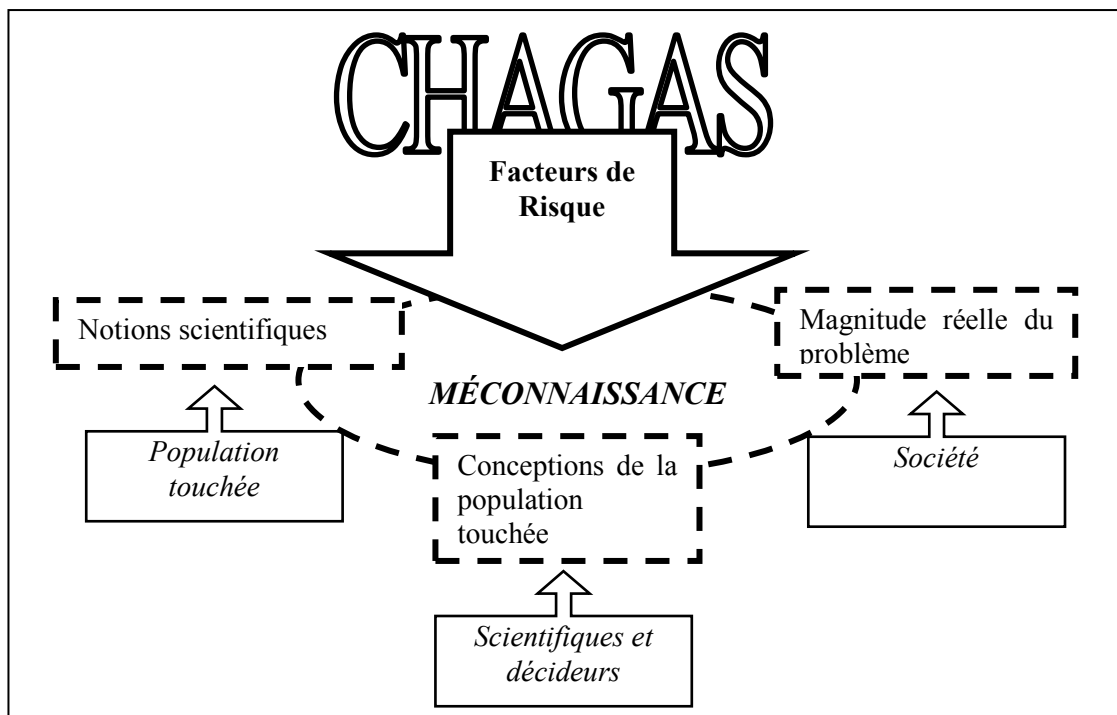 CHAGAS
Facteurs de
Risque
Notions scientifiques
Magnitude réelle du
problème
MÉCONNAISSANCE
Population
touchée
Conceptions de la
population
touchée
Société
Scientifiques et
décideurs